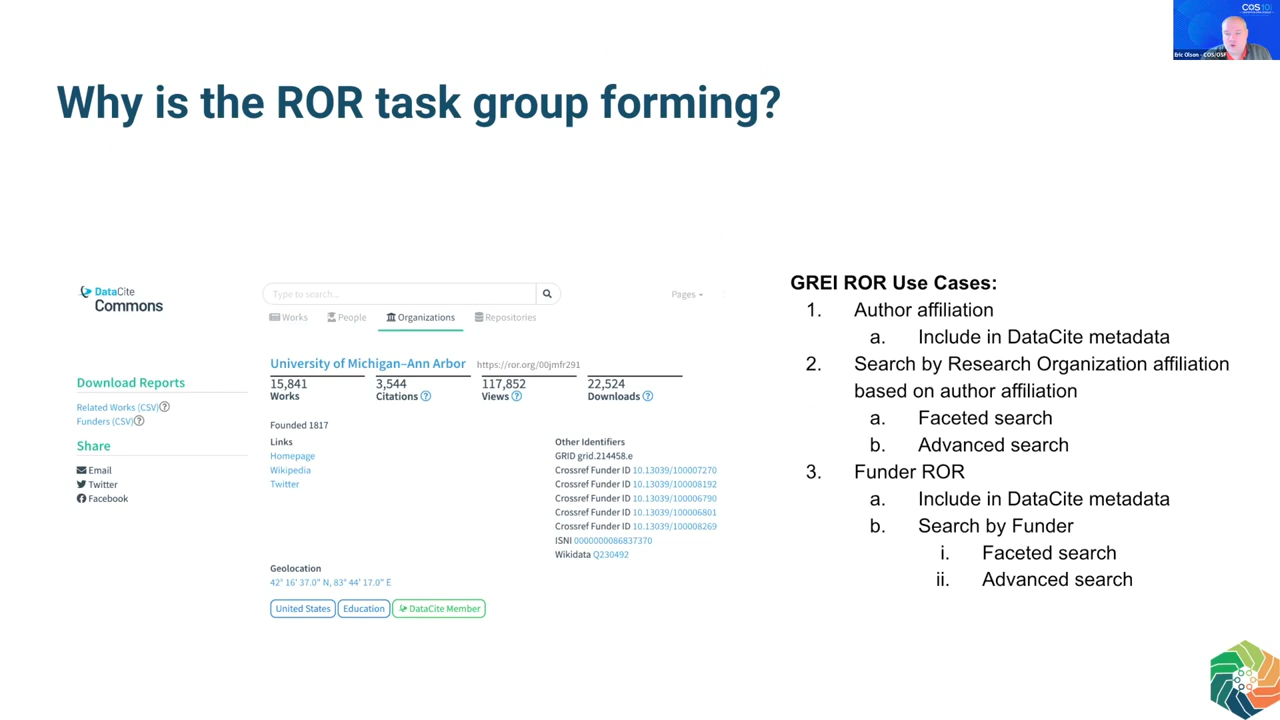 COS 10
Eric Olson - COS/OSF
Why is the ROR task group forming?
DataCite
Commons
Type to search...
Pages
Works
People
Organizations
Repositories
University of Michigan–Ann Arbor https://ror.org/00jmfr291
15,841
Works
3,544
Citations
117,852
Views
22,524
Downloads
Download Reports
Related Works (CSV)
Funders (CSV)
Share
Email
Twitter
Facebook
Founded 1817
Links
Homepage
Wikipedia
Twitter
Other Identifiers
GRID grid.214458.e
Crossref Funder ID 10.13039/100007270
Crossref Funder ID 10.13039/100008192
Crossref Funder ID 10.13039/100006790
Crossref Funder ID 10.13039/100006801
Crossref Funder ID 10.13039/100008269
ISNI 0000000086837370
Wikidata Q230492
Geolocation
42° 16' 37.0" N, 83° 44' 17.0" E
United States
Education
DataCite Member
GREI ROR Use Cases:
1. Author affiliation
a. Include in DataCite metadata
2. Search by Research Organization affiliation
based on author affiliation
a. Faceted search
b. Advanced search
3. Funder ROR
a. Include in DataCite metadata
b. Search by Funder
i. Faceted search
ii. Advanced search